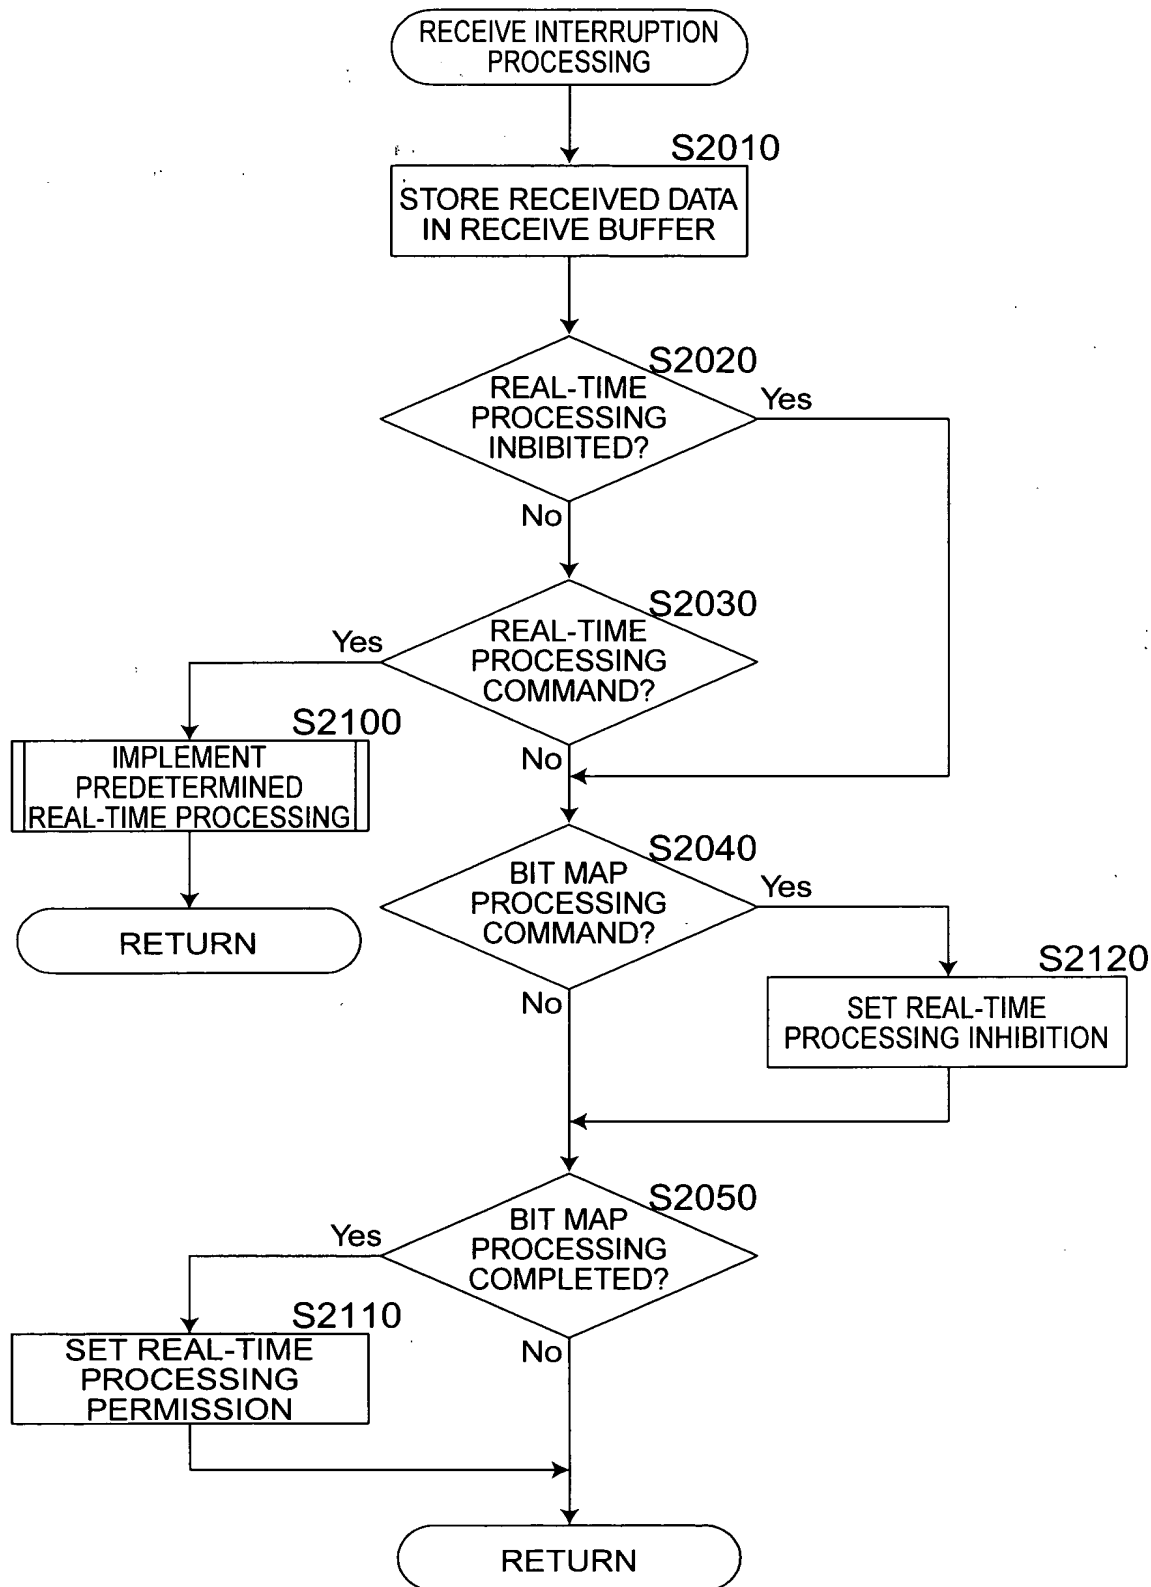 RECEIVE INTERRUPTION
PROCESSING
S2010
STORE RECEIVED DATA
IN RECEIVE BUFFER
S2020
REAL-TIME
PROCESSING
INBIBITED?
Yes
No
S2030
REAL-TIME
PROCESSING
COMMAND?
Yes
No
S2100
IMPLEMENT
PREDETERMINED
REAL-TIME PROCESSING
RETURN
S2040
BIT MAP
PROCESSING
COMMAND?
Yes
No
S2120
SET REAL-TIME
PROCESSING INHIBITION
S2050
BIT MAP
PROCESSING
COMPLETED?
Yes
No
S2110
SET REAL-TIME
PROCESSING
PERMISSION
RETURN